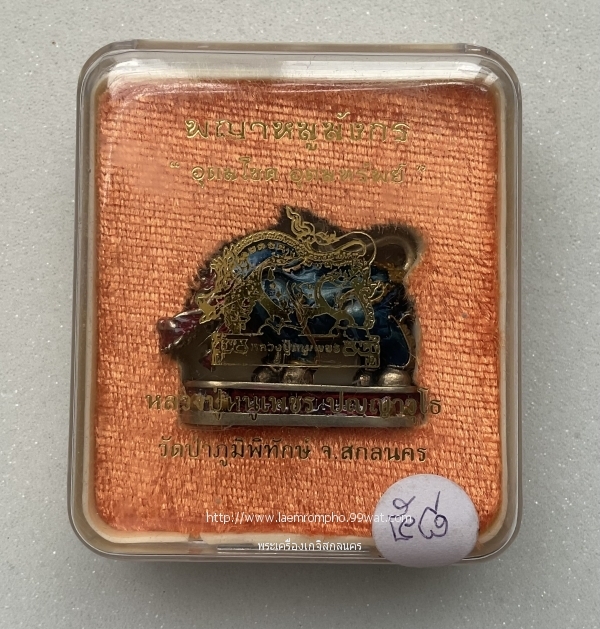 พญาหมูมังกร
" อุดมโชค อุดมทรัพย์ "
หลวงปู่หนูเพชร ปญฺญาวุโธ
วัดป่าภูมิพิทักษ์ จ.สกลนคร
http://www.laemrompho.99wat.com
พระเครื่องเกจิสกลนคร